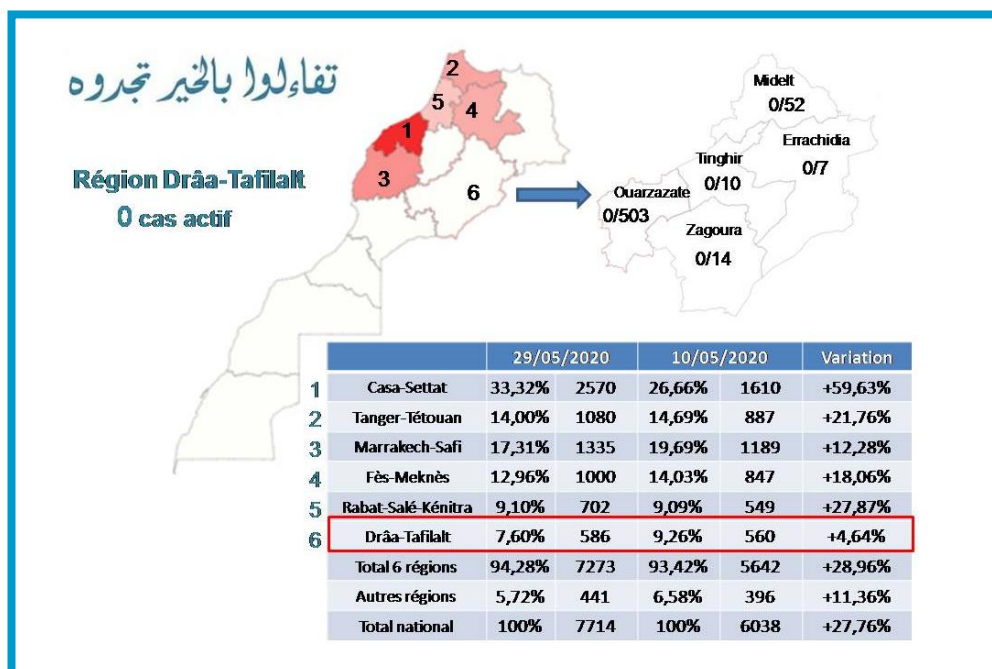 تفاءلوا بالخير تجدوه
Région Drâa-Tafilalt
0 cas actif
2
5
4
1
3
6
Midelt
0/52
Errachidia
0/7
Tinghir
0/10
Ouarzazate
0/503
Zagoura
0/14
29/05/2020 10/05/2020 Variation
1 Casa-Settat 33,32% 2570 26,66% 1610 +59,63%
2 Tanger-Tétouan 14,00% 1080 14,69% 887 +21,76%
3 Marrakech-Safi 17,31% 1335 19,69% 1189 +12,28%
4 Fès-Meknès 12,96% 1000 14,03% 847 +18,06%
5 Rabat-Salé-Kénitra 9,10% 702 9,09% 549 +27,87%
6 Drâa-Tafilalt 7,60% 586 9,26% 560 +4,64%
Total 6 régions 94,28% 7273 93,42% 5642 +28,96%
Autres régions 5,72% 441 6,58% 396 +11,36%
Total national 100% 7714 100% 6038 +27,76%